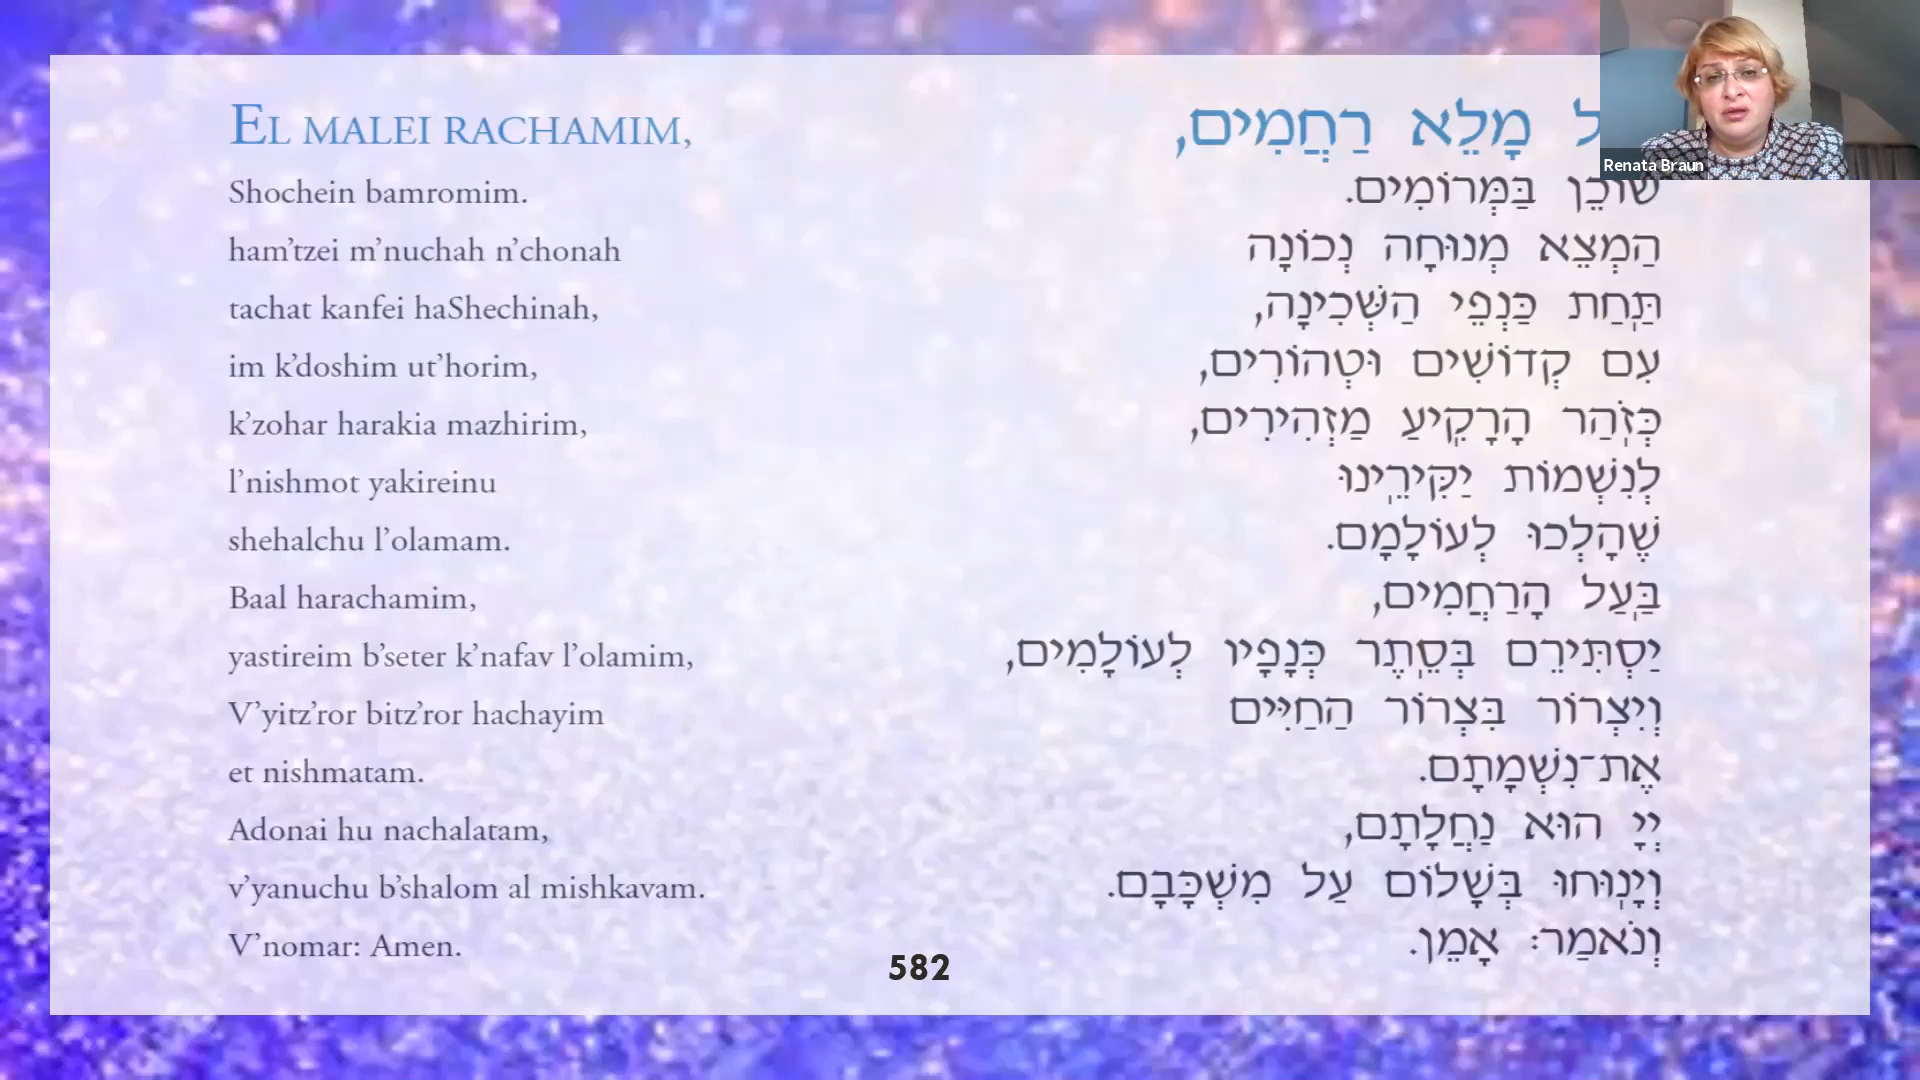 EL MALEI RACHAMIM,
Shochein bamromim.
ham'tzei m'nuchah n'chonah
tachat kanfei haShechinah,
im k'doshim ut'horim,
k'zohar harakia mazhirim,
l'nishmot yakireinu
shehalchu l'olamam.
Baal harachamim,
yastireim b'seter k'nafav l'olamim,
V'yitz'ror bitz'ror hachayim
et nishmatam.
Adonai hu nachalatam,
v'yanuchu b'shalom al mishkavam.
V'nomar: Amen.
מָלֵא רַחֲמִים,
שׁוֹכֵן בַּמְּרוֹמִים.
הַמְצֵא מְנוּחָה נְכוֹנָה
תַּֽחַת כַּנְפֵי הַשְּׁכִינָה,
עִם קְדוֹשִׁים וּטְהוֹרִים,
כְּזֹֽהַר הָרָקִֽיעַ מַזְהִירִים,
לְנִשְׁמוֹת יַקִּירֵֽינוּ
שֶׁהָלְכוּ לְעוֹלָמָם.
בַּֽעַל הָרַחֲמִים,
יַסְתִּירֵם בְּסֵֽתֶר כְּנָפָיו לְעוֹלָמִים,
וְיִצְרוֹר בִּצְרוֹר הַחַיִּים
אֶת־נִשְׁמָתָם.
יְיָ הוּא נַחֲלָתָם,
וְיָנֽוּחוּ בְּשָׁלוֹם עַל מִשְׁכָּבָם.
וְנֹאמַר: אָמֵן.
582
Renata Braun